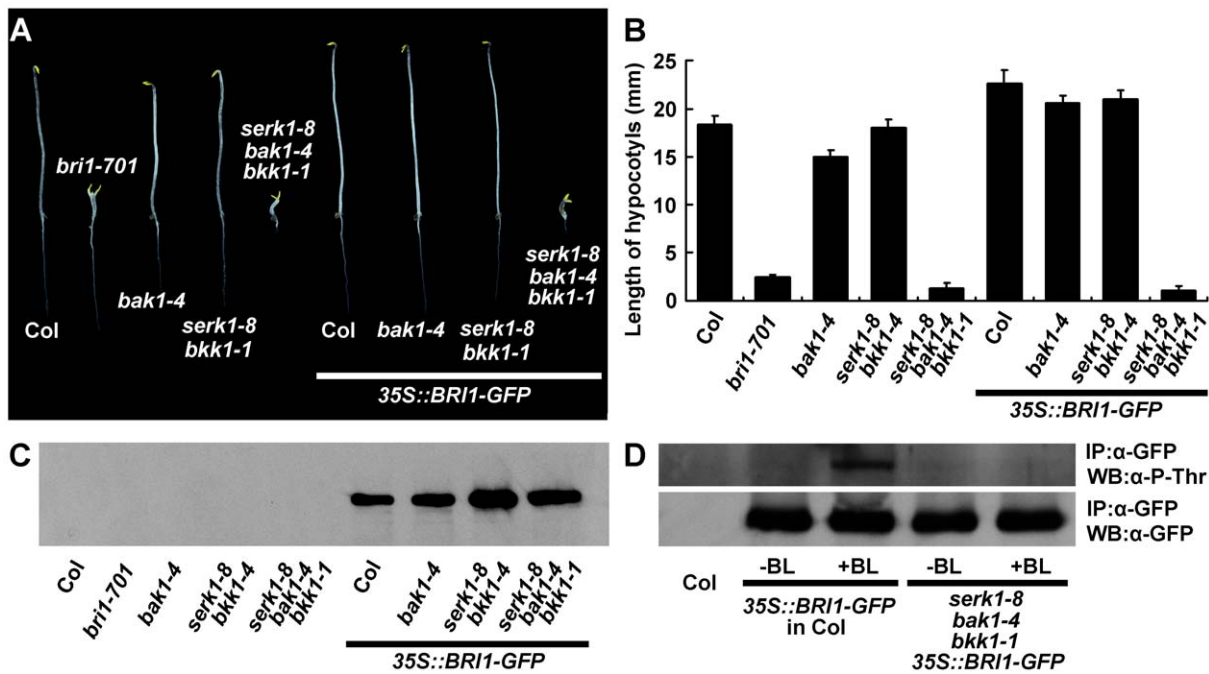 A
bri1-701
serk1-8
bak1-4
bkk1-1
bak1-4
Col
serk1-8
bkk1-1
Col
bak1-4
serk1-8
bkk1-1
serk1-8
bak1-4
bkk1-1
35S::BRI1-GFP
B
Length of hypocotyls (mm)
25
20
15
10
5
0
Col
bri1-701
bak1-4
serk1-8
bkk1-4
serk1-8
bak1-4
bkk1-1
Col
bak1-4
serk1-8
bkk1-4
serk1-8
bak1-4
bkk1-1
35S::BRI1-GFP
C
Col
bri1-701
bak1-4
serk1-8
bkk1-4
serk1-8
bak1-4
bkk1-1
Col
bak1-4
serk1-8
bkk1-4
serk1-8
bak1-4
bkk1-1
35S::BRI1-GFP
D
IP:α-GFP
WB:α-P-Thr
IP:α-GFP
WB:α-GFP
Col
-BL +BL
35S::BRI1-GFP
in Col
-BL +BL
serk1-8
bak1-4
bkk1-1
35S::BRI1-GFP